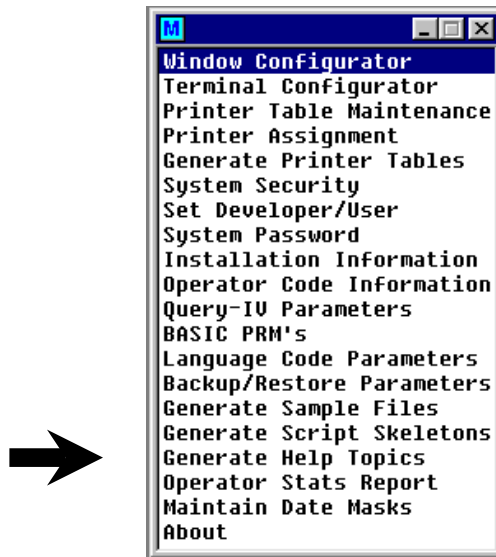 M
Window Configurator
Terminal Configurator
Printer Table Maintenance
Printer Assignment
Generate Printer Tables
System Security
Set Developer/User
System Password
Installation Information
Operator Code Information
Query-IV Parameters
BASIC PRM's
Language Code Parameters
Backup/Restore Parameters
Generate Sample Files
Generate Script Skeletons
Generate Help Topics
Operator Stats Report
Maintain Date Masks
About